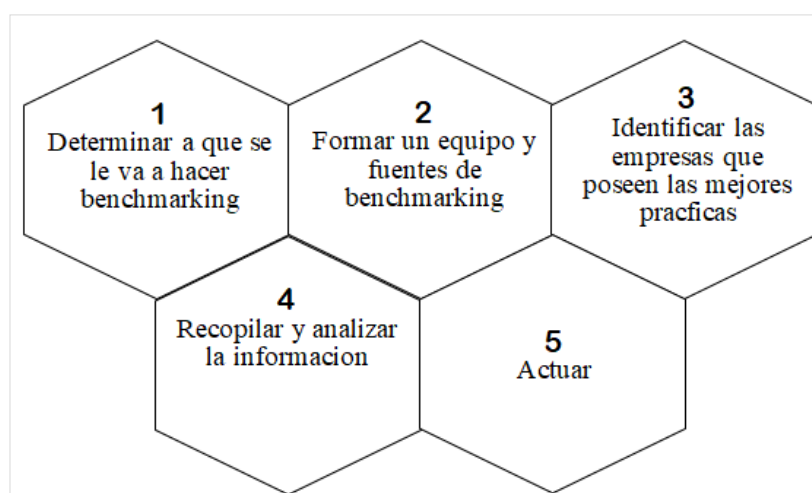 1
Determinar a que se
le va a hacer
benchmarking
2
Formar un equipo y
fuentes de
benchmarking
3
Identificar las
empresas que
poseen las mejores
pracficas
4
Recopilar y analizar
la informacion
5
Actuar